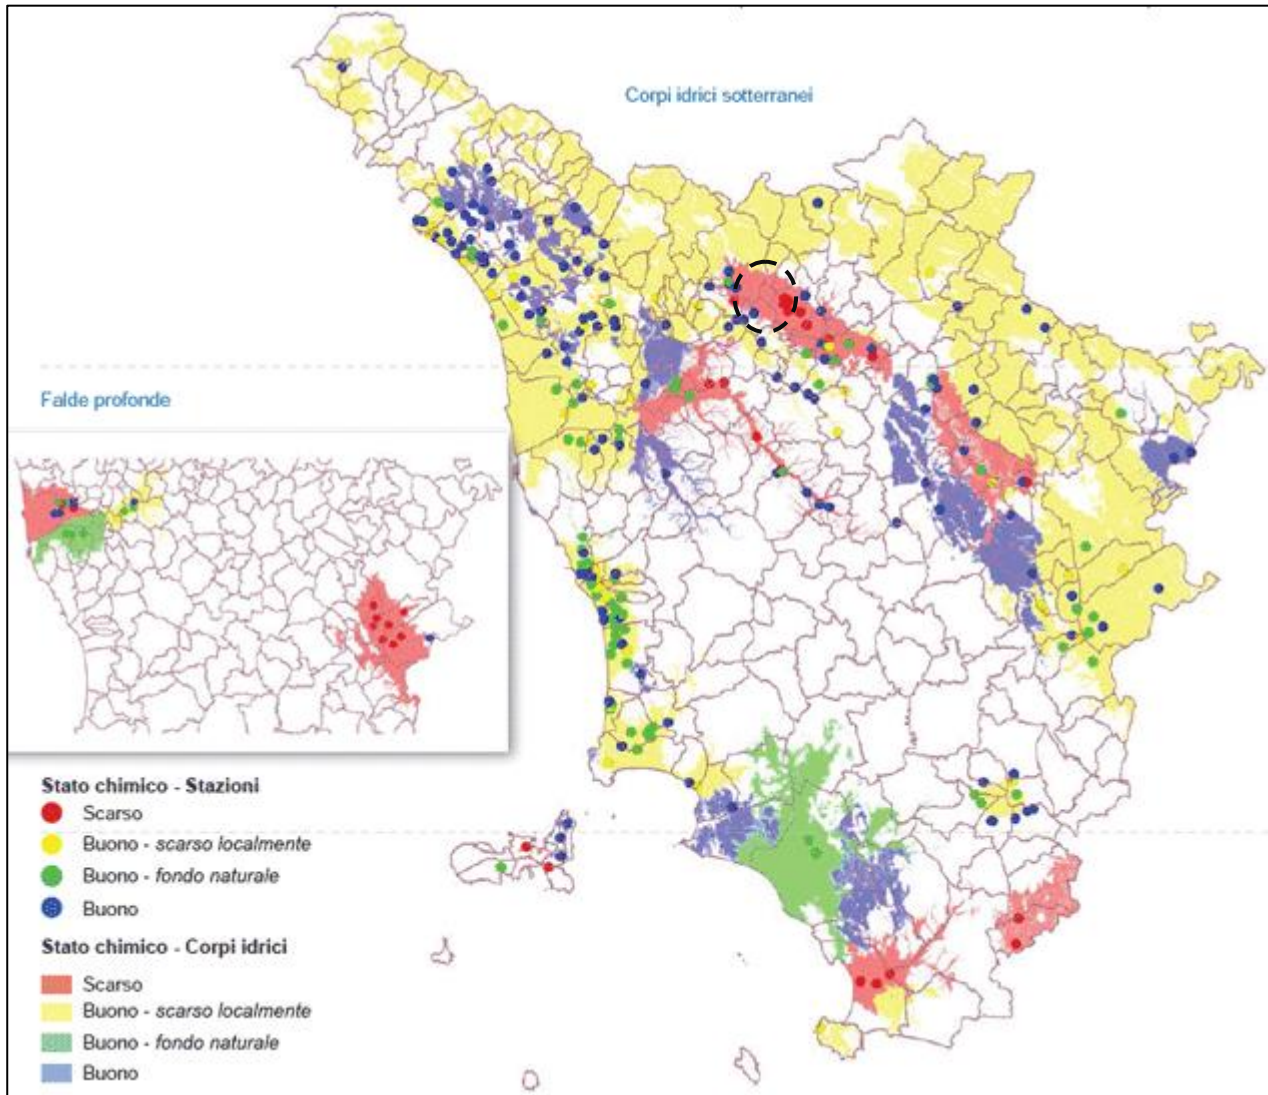 Corpi idrici sotterranei
Falde profonde
Stato chimico - Stazioni
Scarso
Buono - scarso localmente
Buono - fondo naturale
Buono
Stato chimico - Corpi idrici
Scarso
Buono - scarso localmente
Buono - fondo naturale
Buono